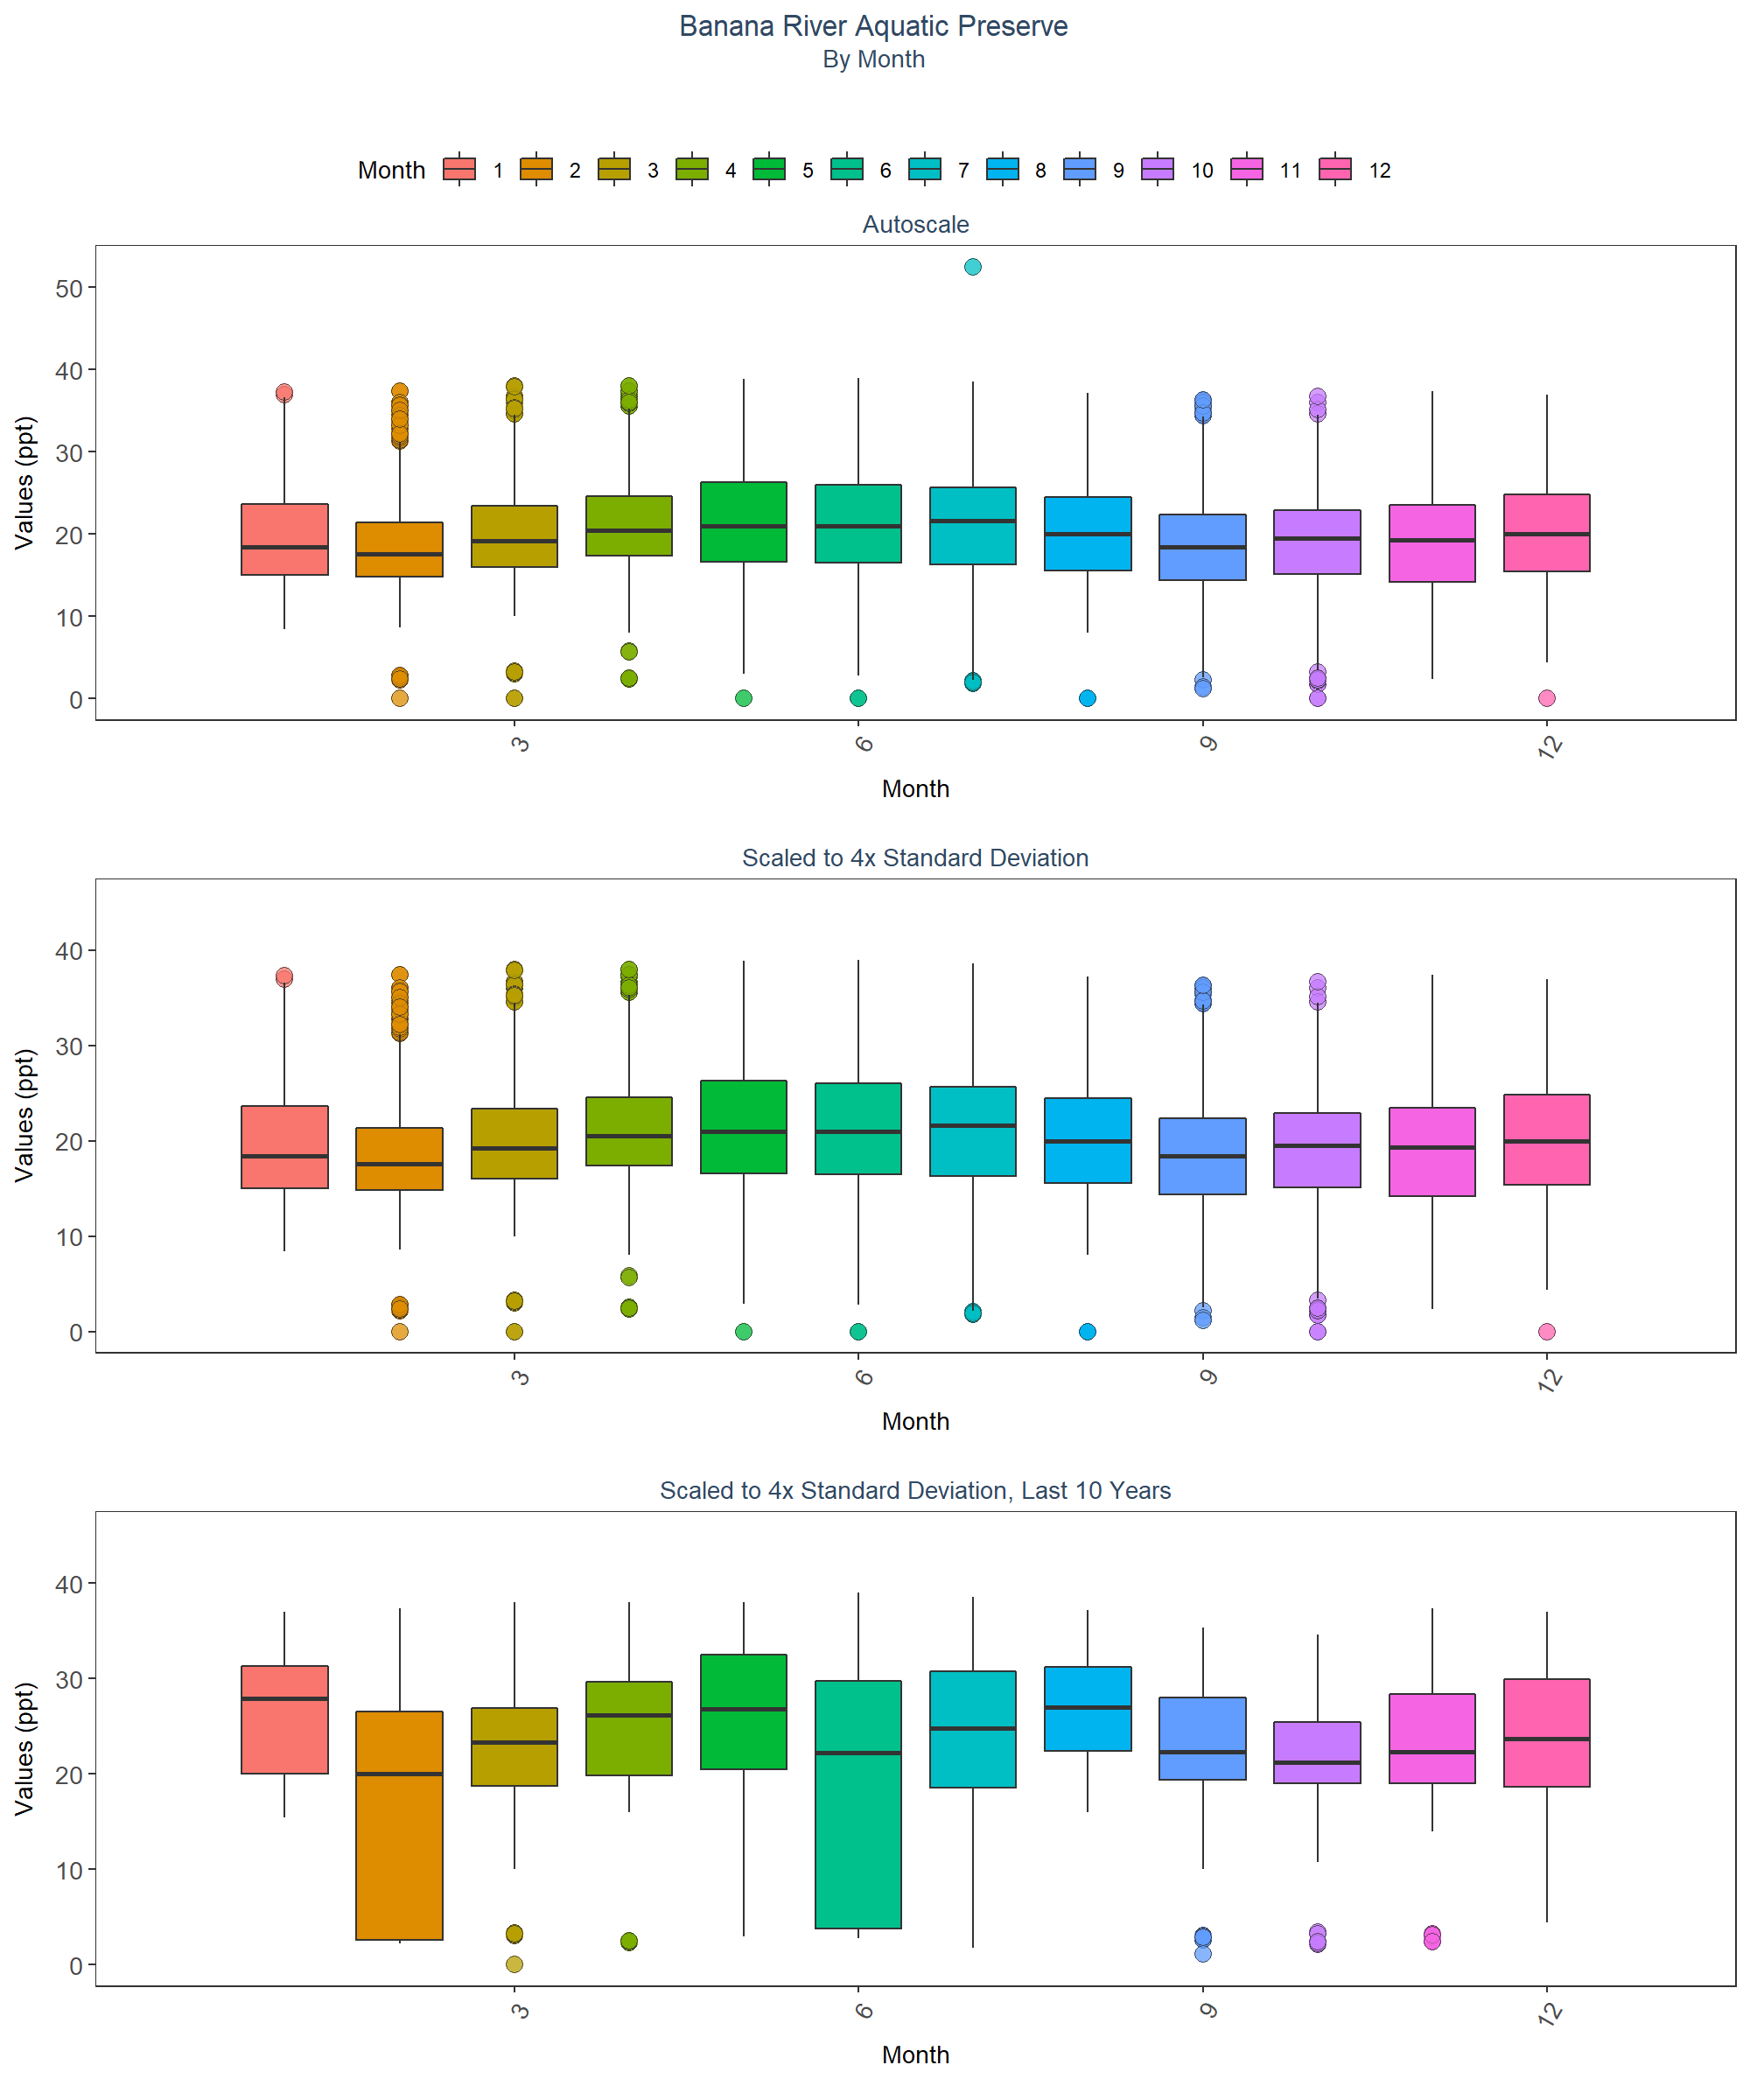 Banana River Aquatic Preserve
By Month
Month 1 2 3 4 5 6 7 8 9 10 11 12
Autoscale
Values (ppt)
50
40
30
20
10
0
3 6 9 12
Month
Scaled to 4x Standard Deviation
Values (ppt)
40
30
20
10
0
3 6 9 12
Month
Scaled to 4x Standard Deviation, Last 10 Years
Values (ppt)
40
30
20
10
0
3 6 9 12
Month